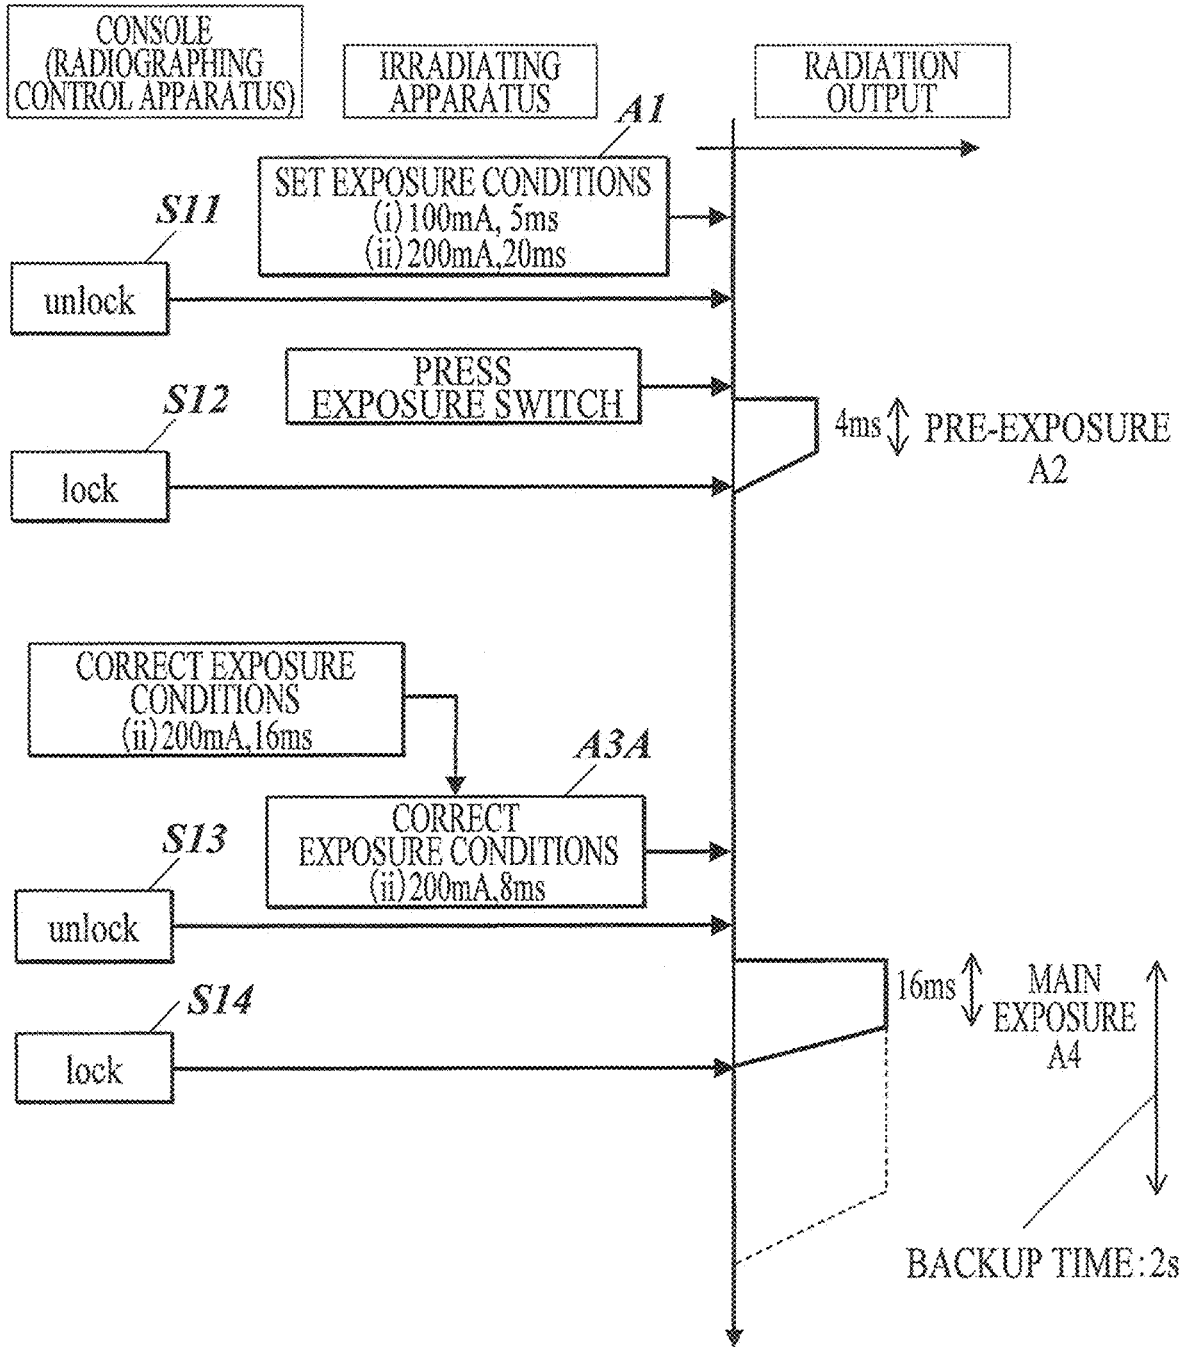 CONSOLE
(RADIOGRAPHING
CONTROL APPARATUS)
IRRADIATING
APPARATUS
RADIATION
OUTPUT
A1
SET EXPOSURE CONDITIONS
(i)100mA, 5ms
(ii)200mA,20ms
S11
unlock
PRESS
EXPOSURE SWITCH
S12
4ms
PRE-EXPOSURE
A2
lock
CORRECT EXPOSURE
CONDITIONS
(ii)200mA,16ms
A3A
CORRECT
EXPOSURE CONDITIONS
(ii)200mA,8ms
S13
unlock
S14
16ms
MAIN
EXPOSURE
A4
lock
BACKUP TIME:2s